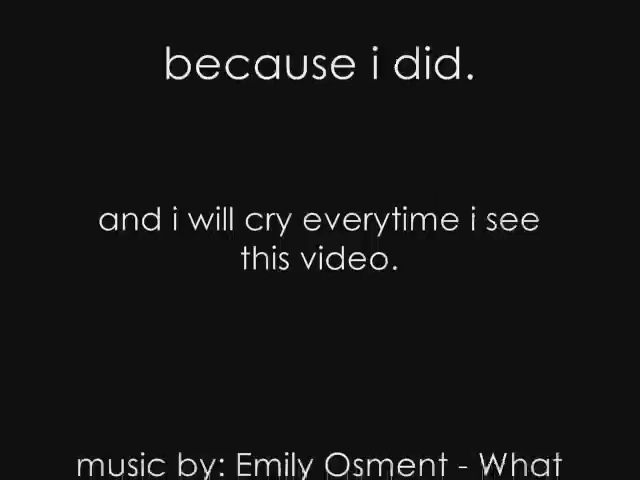 because i did.
and i will cry everytime i see
this video.
music by: Emily Osment - What